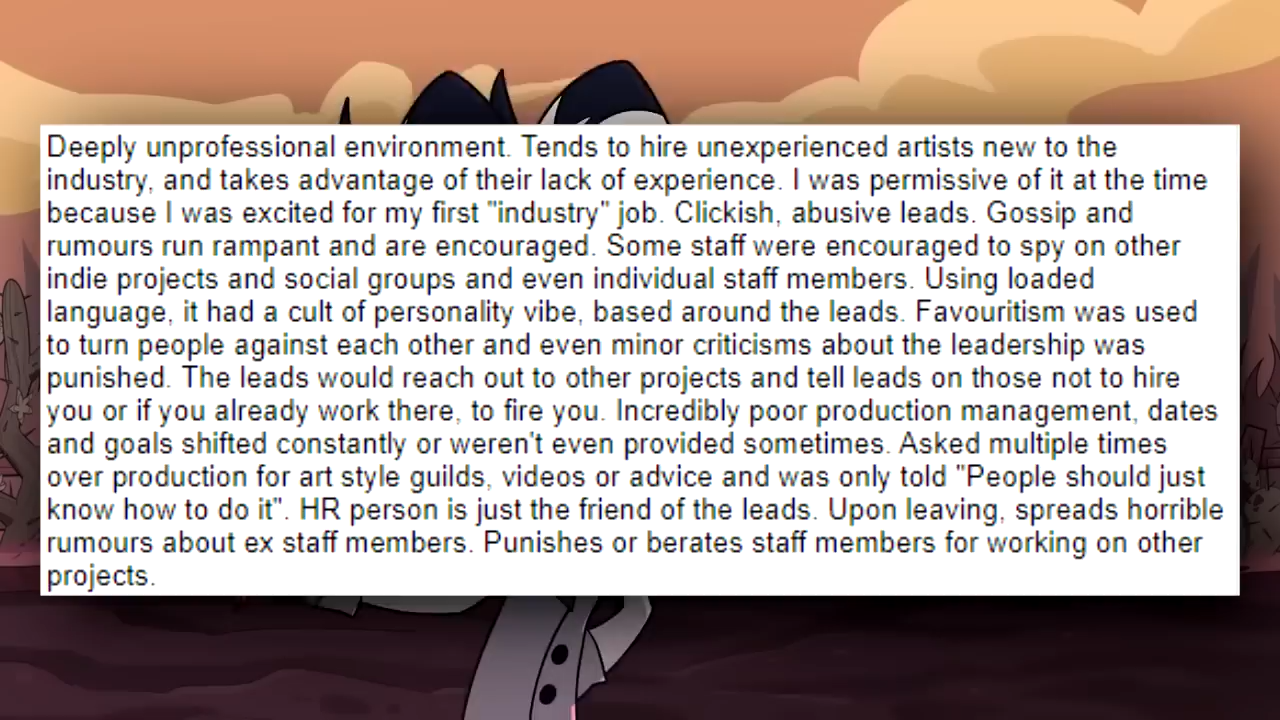 Deeply unprofessional environment. Tends to hire unexperienced artists new to the
industry, and takes advantage of their lack of experience. I was permissive of it at the time
because I was excited for my first "industry" job. Clickish, abusive leads. Gossip and
rumours run rampant and are encouraged. Some staff were encouraged to spy on other
indie projects and social groups and even individual staff members. Using loaded
language, it had a cult of personality vibe, based around the leads. Favouritism was used
to turn people against each other and even minor criticisms about the leadership was
punished. The leads would reach out to other projects and tell leads on those not to hire
you or if you already work there, to fire you. Incredibly poor production management, dates
and goals shifted constantly or weren't even provided sometimes. Asked multiple times
over production for art style guilds, videos or advice and was only told "People should just
know how to do it". HR person is just the friend of the leads. Upon leaving, spreads horrible
rumours about ex staff members. Punishes or berates staff members for working on other
projects.